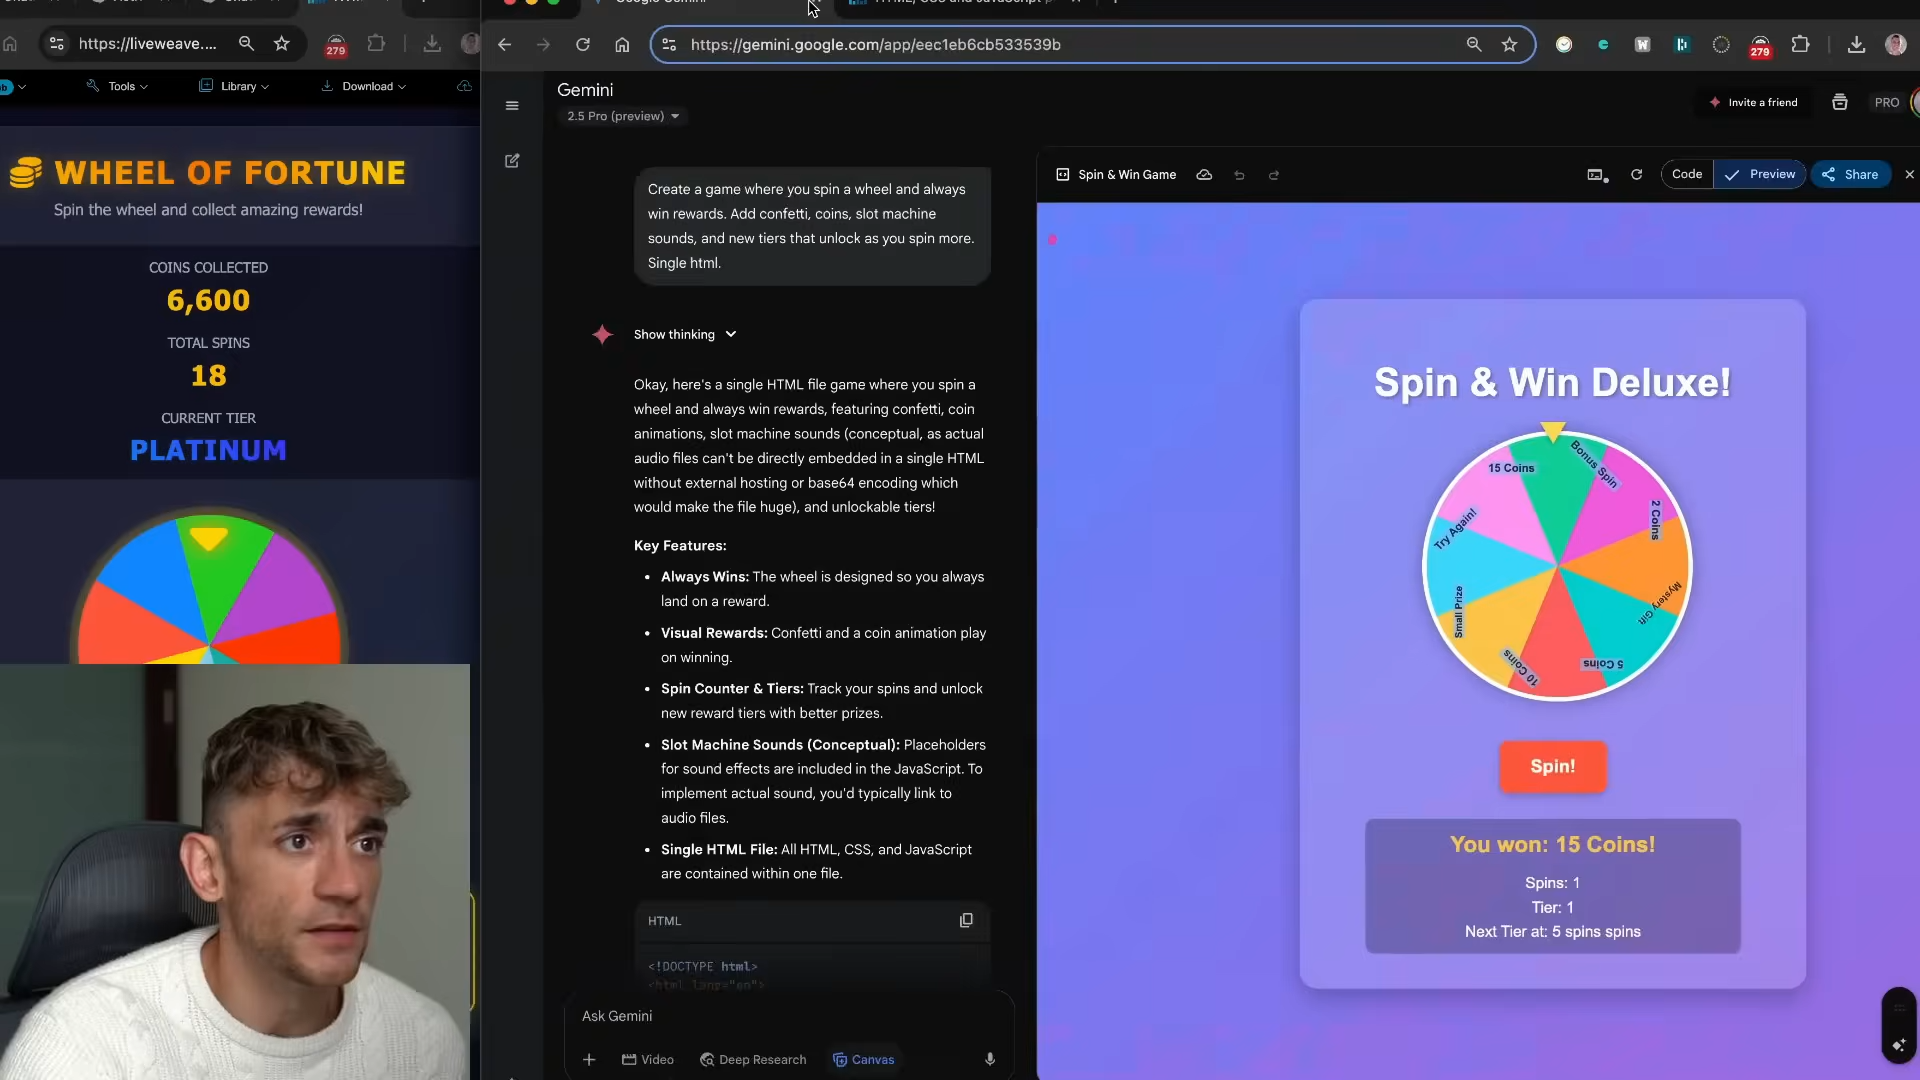 https://liveweave....
279
Tools
Library
Download
WHEEL OF FORTUNE
Spin the wheel and collect amazing rewards!
COINS COLLECTED
6,600
TOTAL SPINS
18
CURRENT TIER
PLATINUM
https://gemini.google.com/app/eec1eb6cb533539b
279
Gemini
2.5 Pro (preview)
Invite a friend
PRO
Create a game where you spin a wheel and always
win rewards. Add confetti, coins, slot machine
sounds, and new tiers that unlock as you spin more.
Single html.
Show thinking
Okay, here's a single HTML file game where you spin a
wheel and always win rewards, featuring confetti, coin
animations, slot machine sounds (conceptual, as actual
audio files can't be directly embedded in a single HTML
without external hosting or base64 encoding which
would make the file huge), and unlockable tiers!
Key Features:
• Always Wins: The wheel is designed so you always
land on a reward.
• Visual Rewards: Confetti and a coin animation play
on winning.
• Spin Counter & Tiers: Track your spins and unlock
new reward tiers with better prizes.
• Slot Machine Sounds (Conceptual): Placeholders
for sound effects are included in the JavaScript. To
implement actual sound, you'd typically link to
audio files.
• Single HTML File: All HTML, CSS, and JavaScript
are contained within one file.
HTML
<!DOCTYPE html>
<html lang="en">
Ask Gemini
Video
Deep Research
Canvas
Spin & Win Game
Code
Preview
Share
Spin & Win Deluxe!
15 Coins
Bonus Spin
2 Coins
Mystery Gift
5 Coins
10 Coins
Small Prize
Try Again!
Spin!
You won: 15 Coins!
Spins: 1
Tier: 1
Next Tier at: 5 spins spins